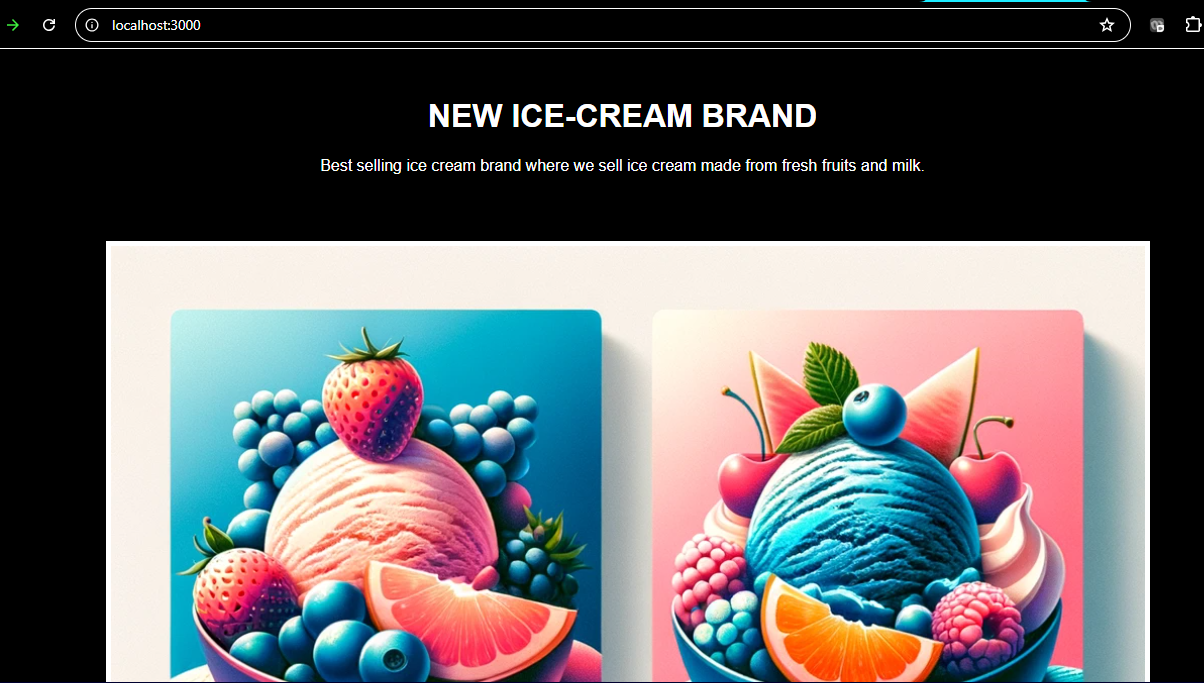 localhost:3000
NEW ICE-CREAM BRAND
Best selling ice cream brand where we sell ice cream made from fresh fruits and milk.